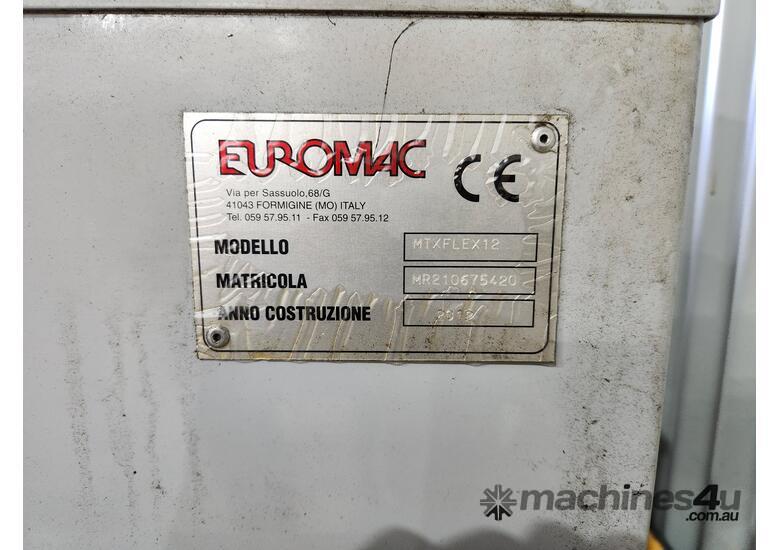 EUROMAC
CE
Via per Sassuolo,68/G
41043 FORMIGINE (MO) ITALY
Tel. 059 57.95.11 - Fax 059 57.95.12
MODELLO MTXFLEX12
MATRICOLA MR210675420
ANNO COSTRUZIONE
machines4u
.com.au